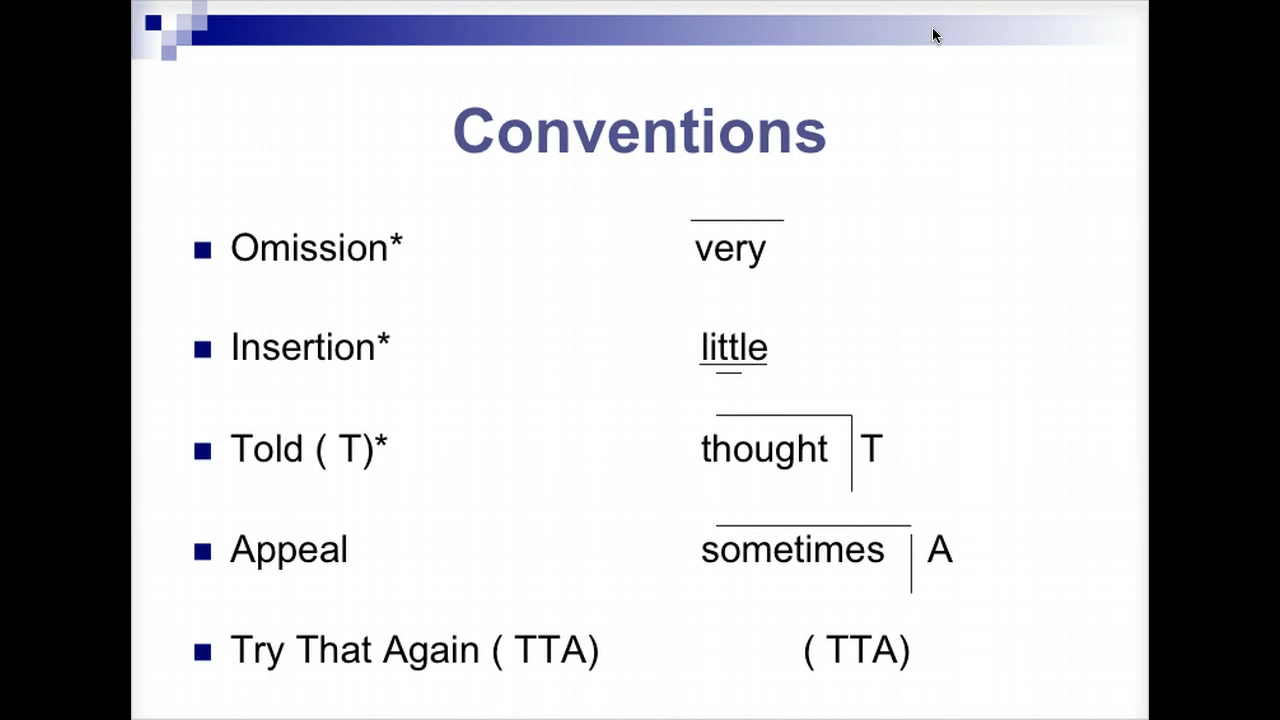 Conventions
Omission* very
Insertion* little
Told ( T)* thought T
Appeal sometimes A
Try That Again ( TTA) ( TTA)